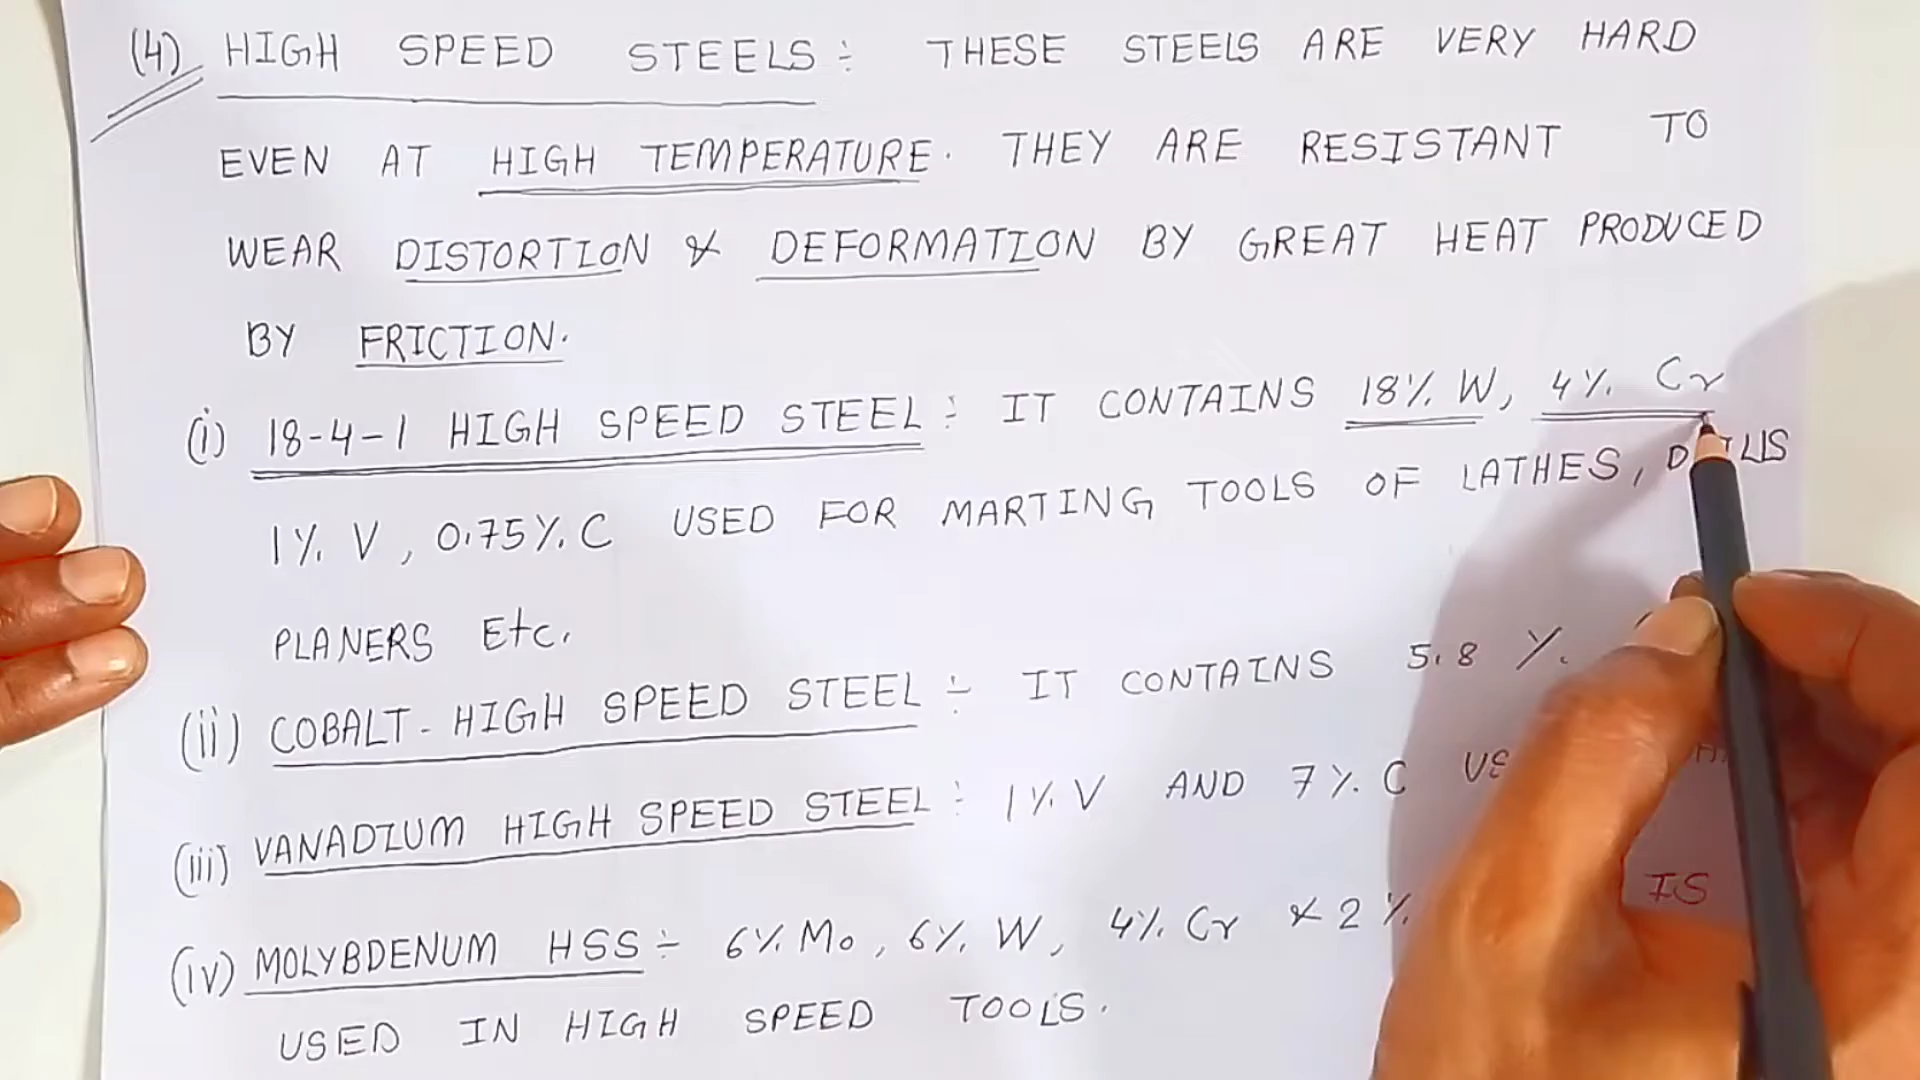 (4) HIGH SPEED STEELS ÷ THESE STEELS ARE VERY HARD
EVEN AT HIGH TEMPERATURE. THEY ARE RESISTANT TO
WEAR DISTORTION & DEFORMATION BY GREAT HEAT PRODUCED
BY FRICTION.
(i) 18-4-1 HIGH SPEED STEEL ÷ IT CONTAINS 18% W, 4% Cr
1% V, 0.75% C USED FOR MARTING TOOLS OF LATHES,
PLANERS Etc.
(ii) COBALT - HIGH SPEED STEEL ÷ IT CONTAINS 5.8 %.
(iii) VANADIUM HIGH SPEED STEEL ÷ 1% V AND 7% C
(iv) MOLYBDENUM HSS ÷ 6% Mo, 6% W, 4% Cr & 2 % IS
USED IN HIGH SPEED TOOLS.